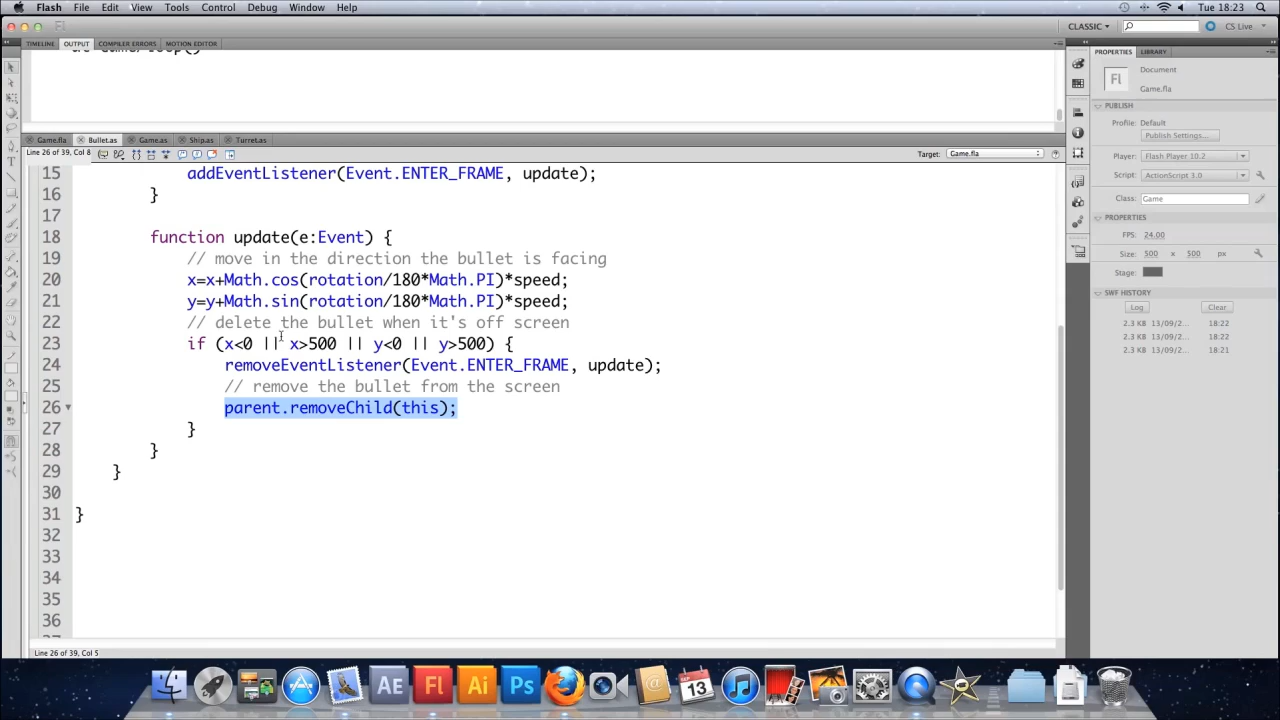 Flash File Edit View Tools Control Debug Window Help Tue 18:23
CLASSIC CS Live
TIMELINE OUTPUT COMPILER ERRORS MOTION EDITOR
PROPERTIES LIBRARY
Fl Document
Game.fla
PUBLISH
Profile: Default
Publish Settings...
Player: Flash Player 10.2
Script: ActionScript 3.0
Class: Game
PROPERTIES
FPS: 24.00
Size: 500 x 500 px
Stage:
SWF HISTORY
Log Clear
2.3 KB 13/09/2... 18:22
2.3 KB 13/09/2... 18:22
2.3 KB 13/09/2... 18:21
Game.fla Bullet.as Game.as Ship.as Turret.as
Line 26 of 39, Col 8
Target: Game.fla
15 addEventListener(Event.ENTER_FRAME, update);
16 }
17
18 function update(e:Event) {
19 // move in the direction the bullet is facing
20 x=x+Math.cos(rotation/180*Math.PI)*speed;
21 y=y+Math.sin(rotation/180*Math.PI)*speed;
22 // delete the bullet when it's off screen
23 if (x<0 || x>500 || y<0 || y>500) {
24 removeEventListener(Event.ENTER_FRAME, update);
25 // remove the bullet from the screen
26 parent.removeChild(this);
27 }
28 }
29 }
30
31 }
32
33
34
35
36
Line 26 of 39, Col 5
AE Fl Ai Ps
SEP
13